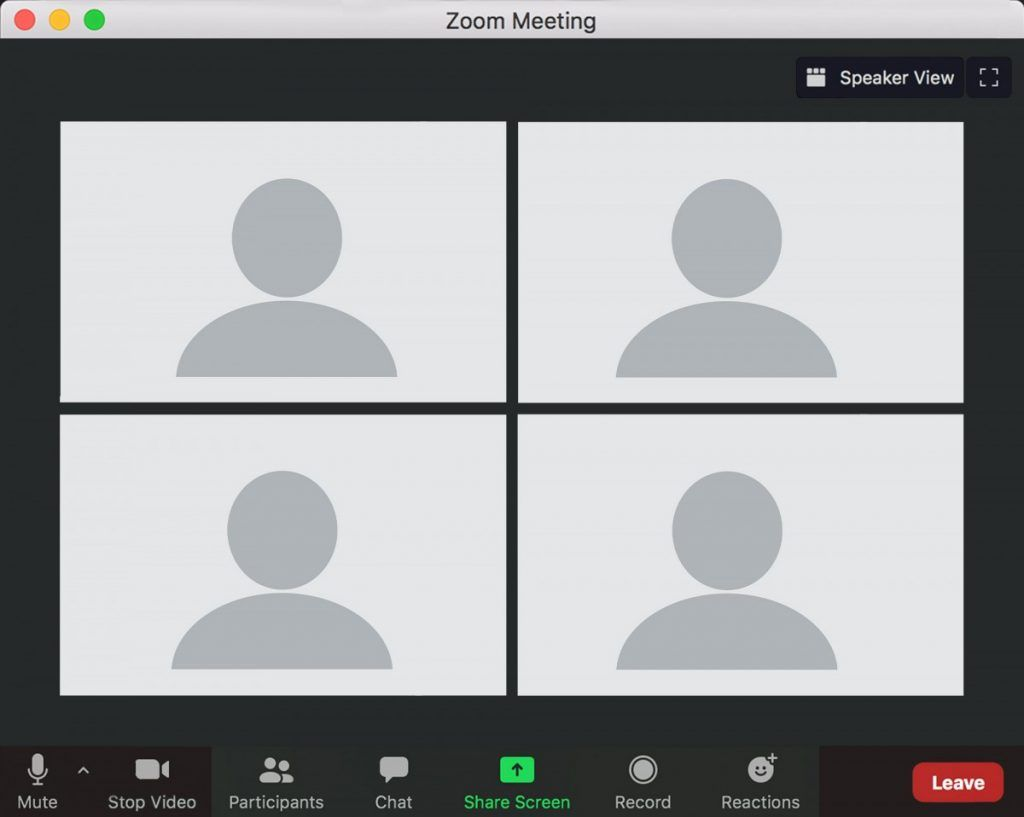 Zoom Meeting
Speaker View
Mute
Stop Video
Participants
Chat
Share Screen
Record
Reactions
Leave